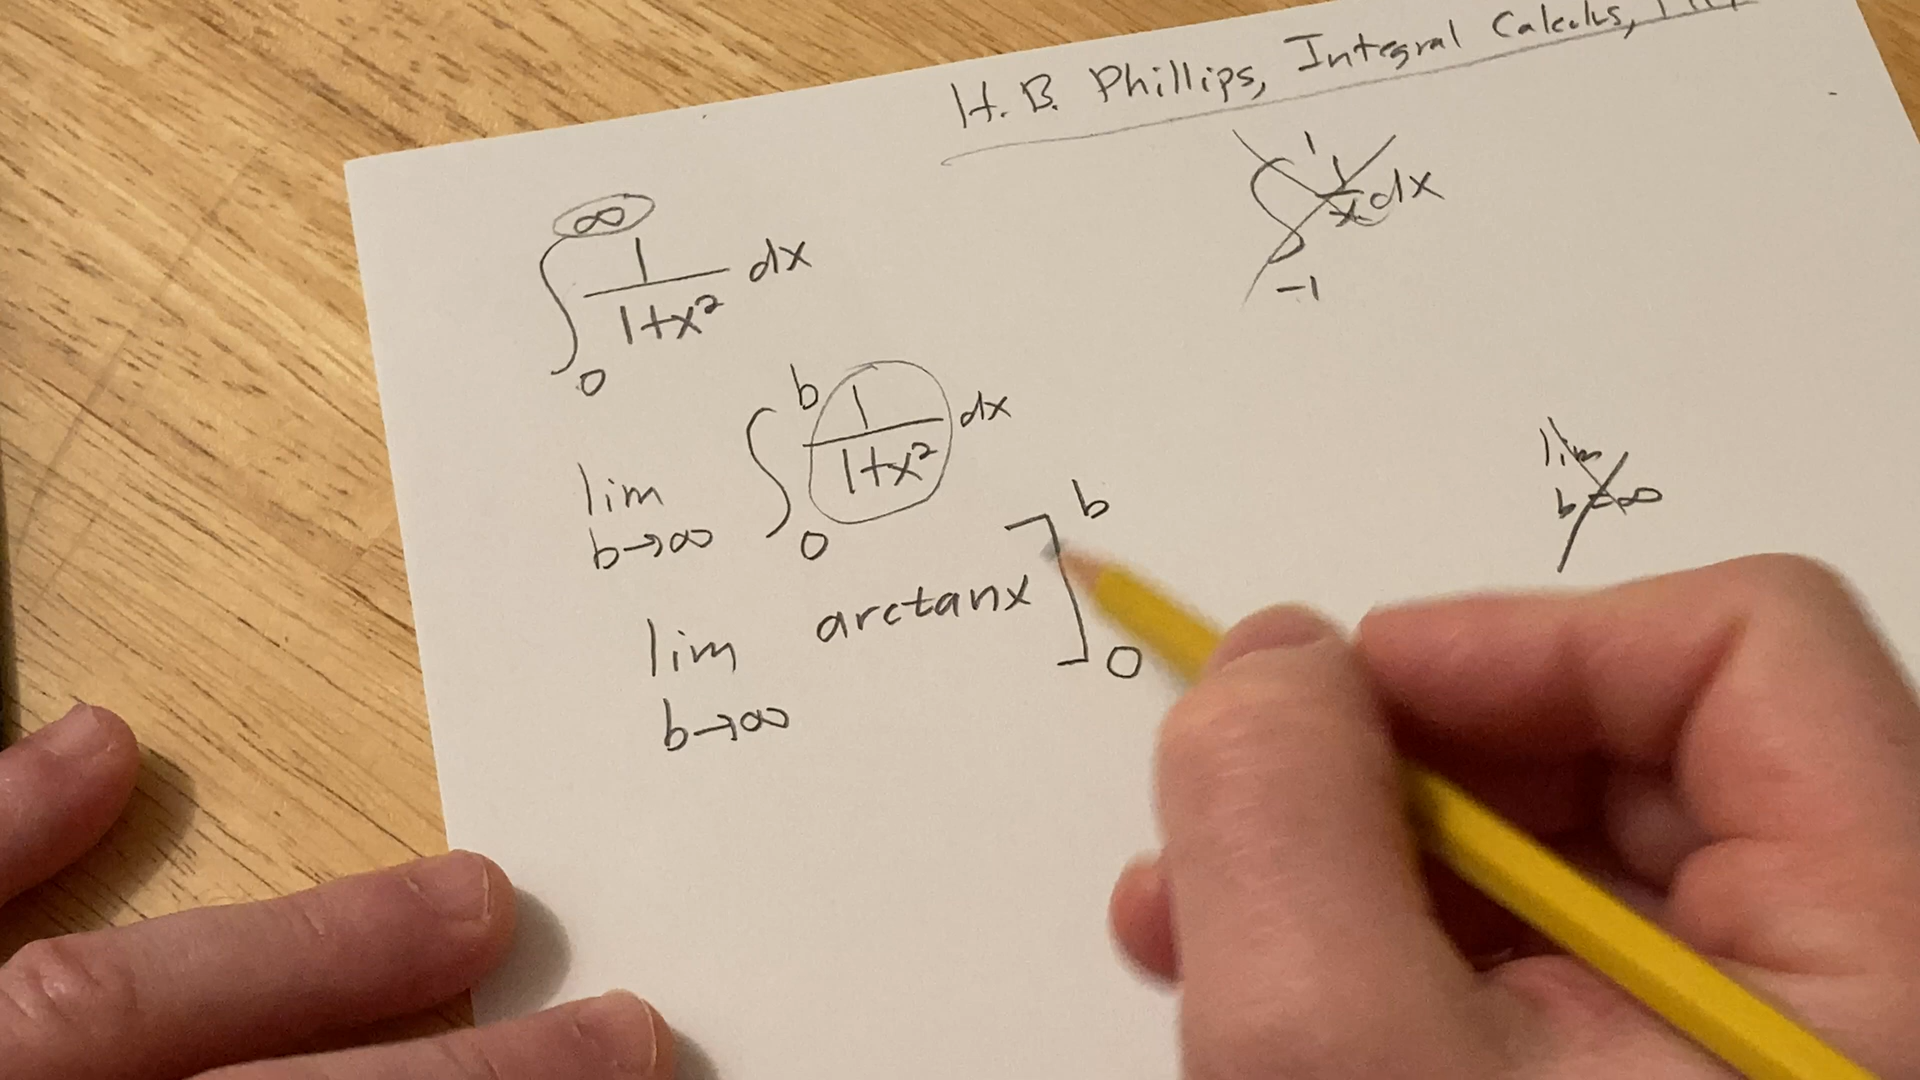 H. B. Phillips, Integral Calculus,
∫₀^∞ 1/(1+x²) dx
∫₋₁¹ 1/x dx
lim b→∞ ∫₀^b 1/(1+x²) dx
lim b=∞
lim b→∞ arctanx ]₀^b